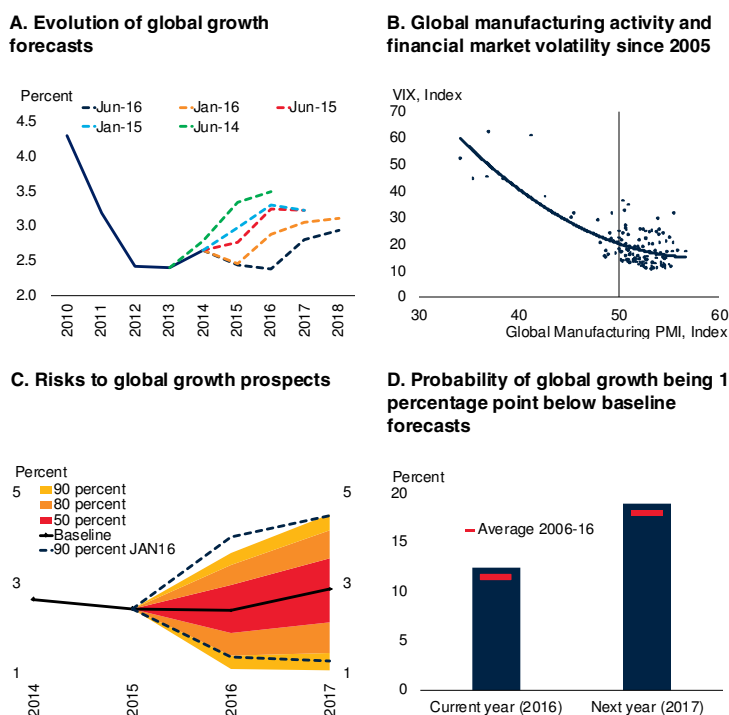 A. Evolution of global growth
forecasts
Percent
Jun-16 Jan-16 Jun-15
Jan-15 Jun-14
4.5
4.0
3.5
3.0
2.5
2.0
2010 2011 2012 2013 2014 2015 2016 2017 2018
B. Global manufacturing activity and
financial market volatility since 2005
VIX, Index
70
60
50
40
30
20
10
0
30 40 50 60
Global Manufacturing PMI, Index
C. Risks to global growth prospects
Percent
5 5
90 percent
80 percent
50 percent
Baseline
90 percent JAN16
3 3
1 1
2014 2015 2016 2017
D. Probability of global growth being 1
percentage point below baseline
forecasts
Percent
20
Average 2006-16
15
10
5
0
Current year (2016) Next year (2017)